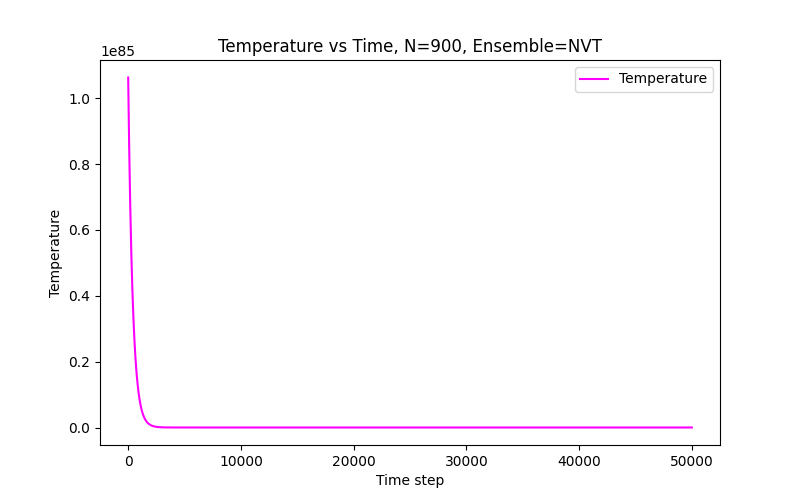 Temperature vs Time, N=900, Ensemble=NVT
1e85
Temperature
1.0
0.8
0.6
0.4
0.2
0.0
Temperature
0 10000 20000 30000 40000 50000
Time step